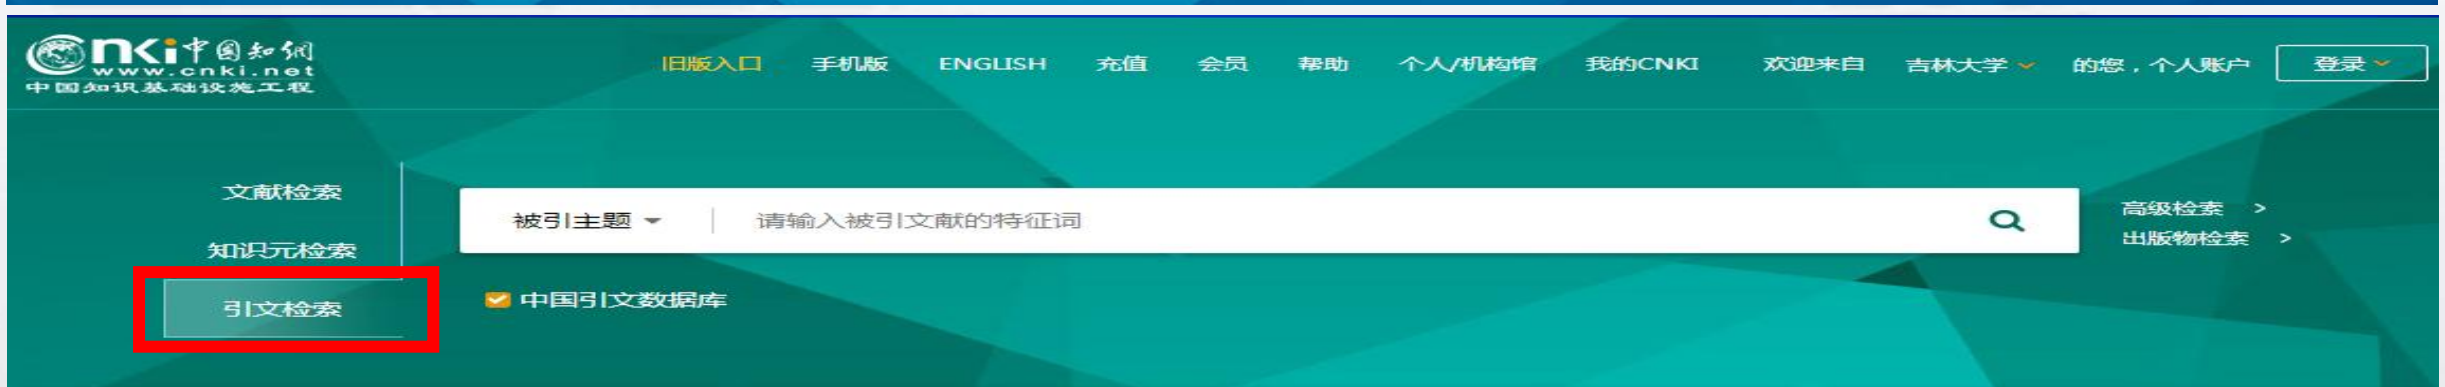 cnki中国知网
www.cnki.net
中国知识基础设施工程
旧版入口 手机版 ENGLISH 充值 会员 帮助 个人/机构馆 我的CNKI 欢迎来自 吉林大学 的您，个人账户 登录
文献检索
知识元检索
引文检索
被引主题 请输入被引文献的特征词
高级检索 >
出版物检索 >
中国引文数据库